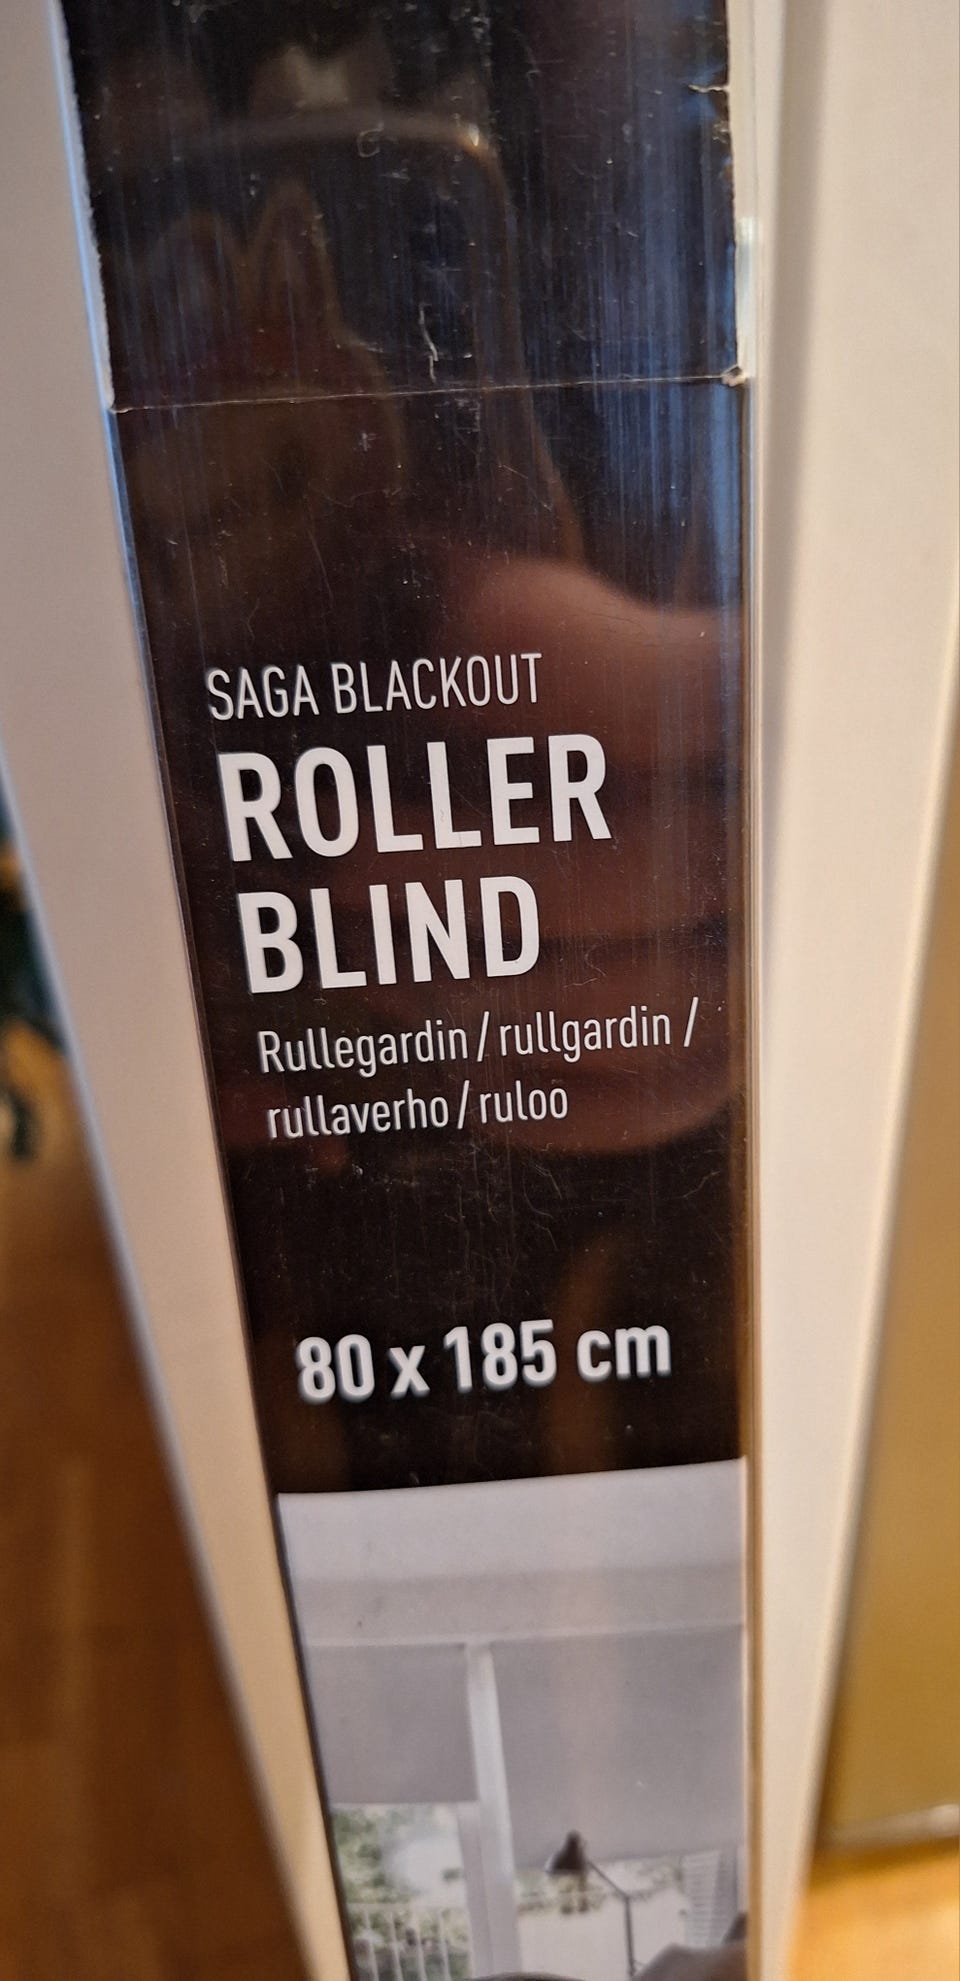 SAGA BLACKOUT
ROLLER
BLIND
Rullegardin / rullgardin /
rullaverho / ruloo
80 x 185 cm